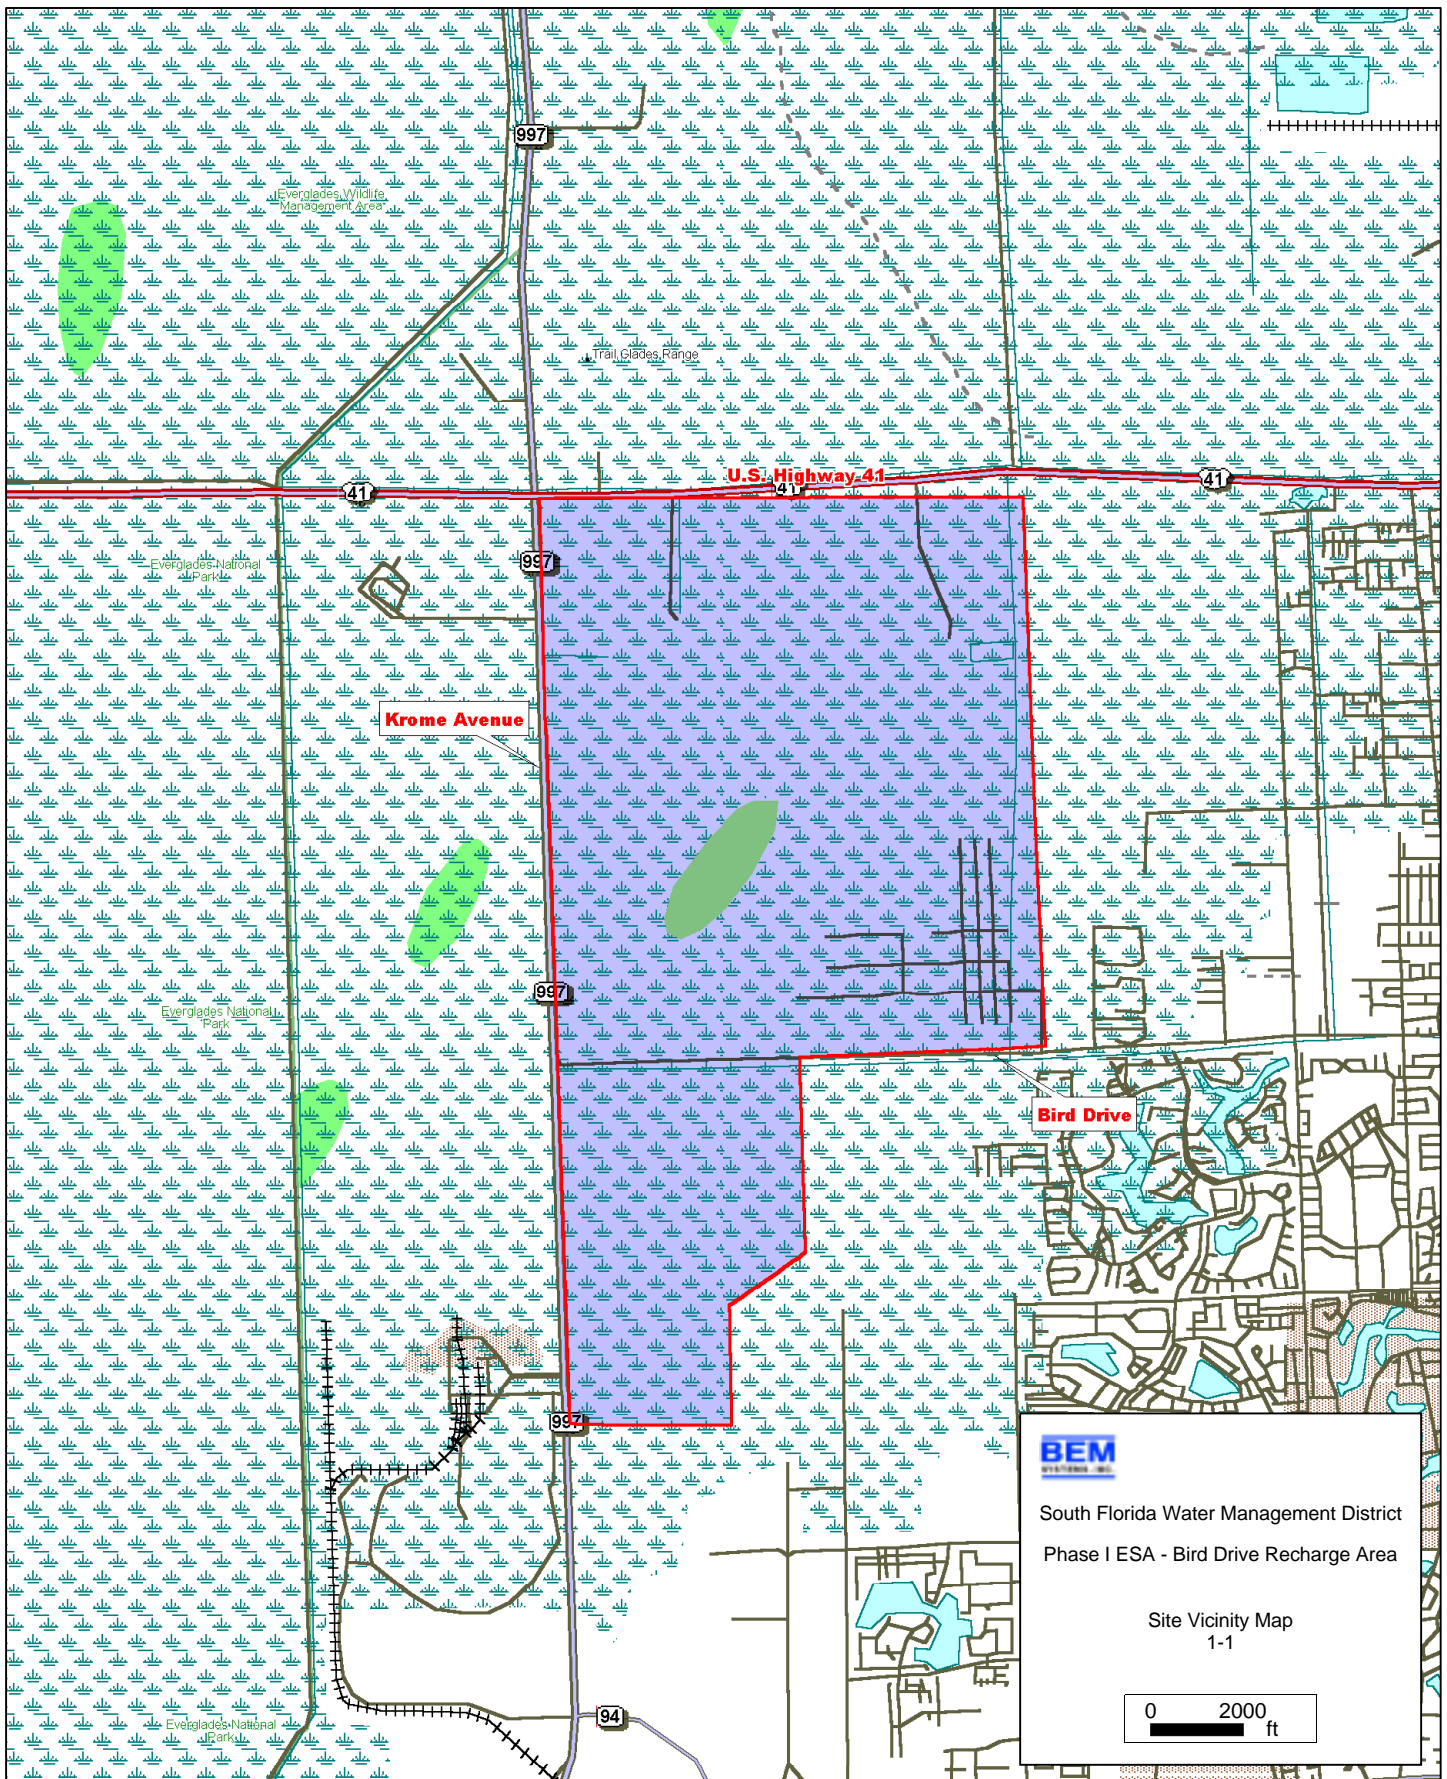 997
Everglades Wildlife
Management Area
Trail Glades Range
U.S. Highway 41
41
41
41
997
Everglades National
Park
Krome Avenue
997
Everglades National
Park
Bird Drive
997
BEM
SYSTEMS, INC.
South Florida Water Management District
Phase I ESA - Bird Drive Recharge Area
Site Vicinity Map
1-1
0 2000
ft
94
Everglades National
Park